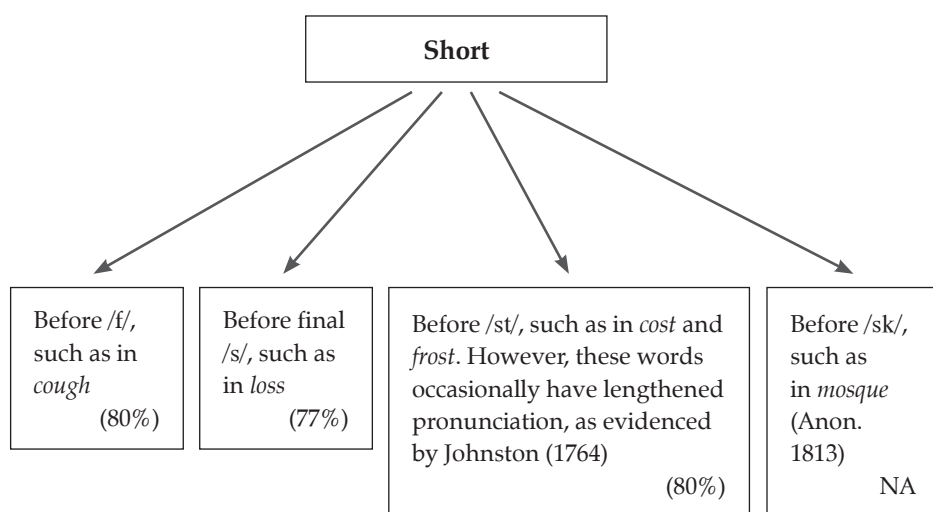 Short
Before /f/,
such as in
cough
(80%)
Before final
/s/, such as
in loss
(77%)
Before /st/, such as in cost and
frost. However, these words
occasionally have lengthened
pronunciation, as evidenced
by Johnston (1764)
(80%)
Before /sk/,
such as
in mosque
(Anon.
1813)
NA